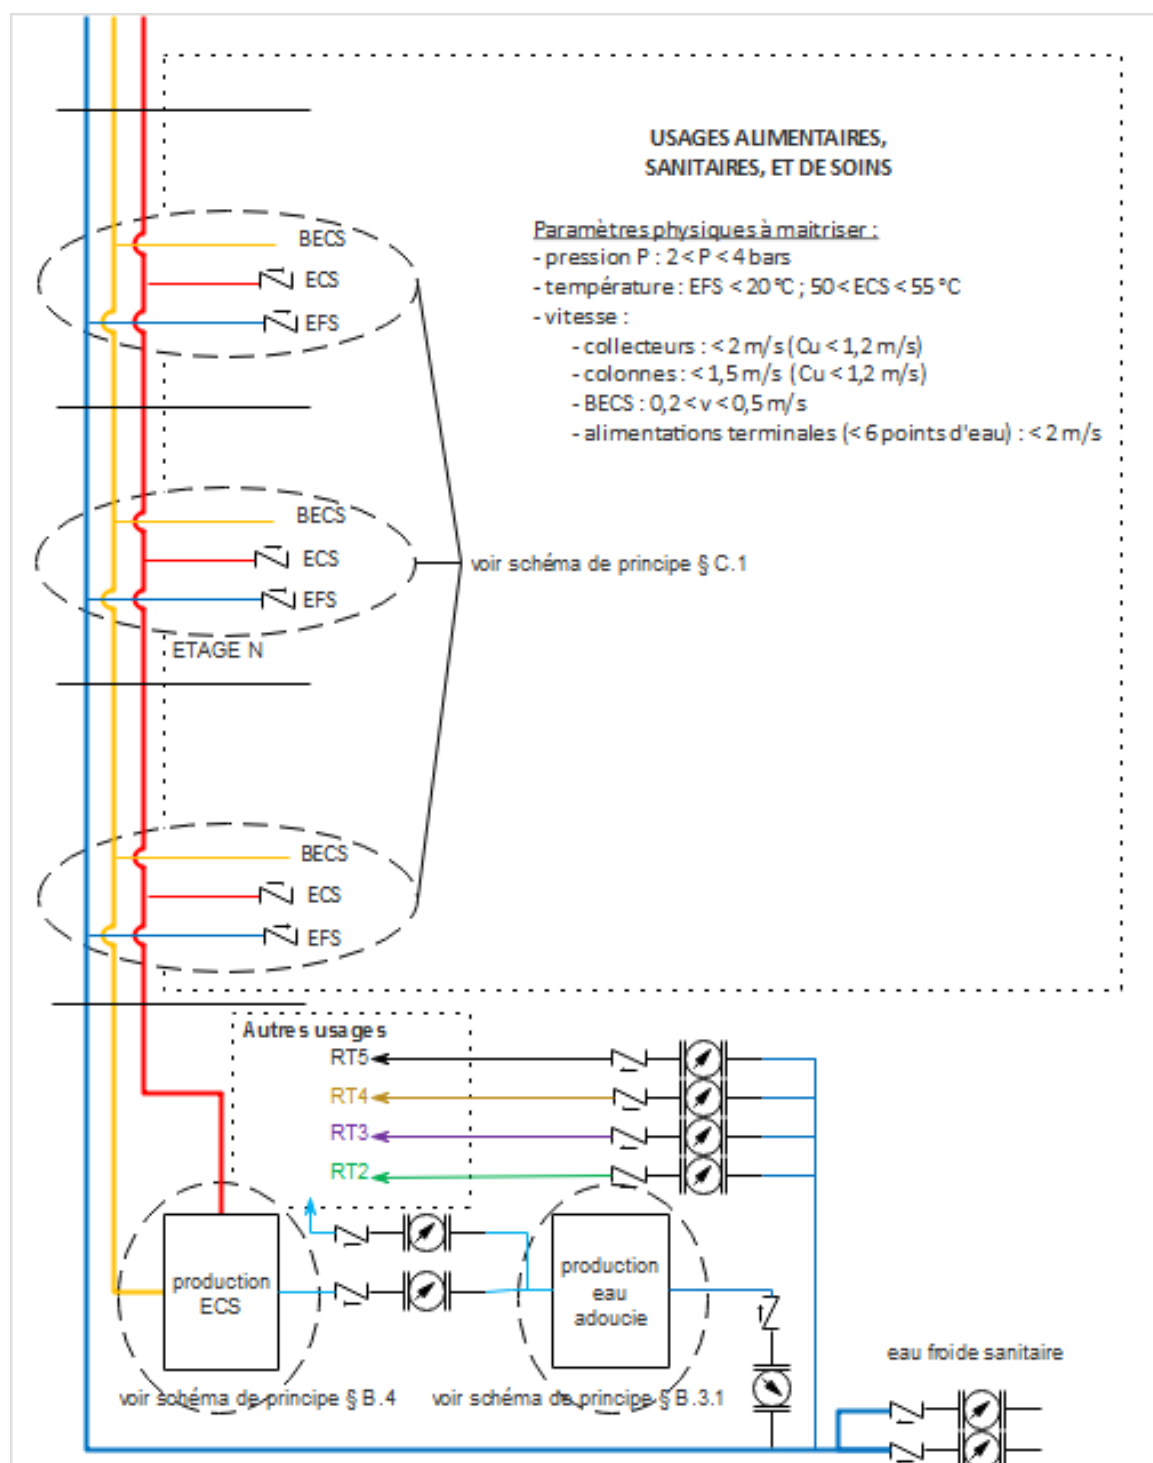 USAGES ALIMENTAIRES,
SANITAIRES, ET DE SOINS
Paramètres physiques à maitriser :
- pression P : 2 < P < 4 bars
- température : EFS < 20 °C ; 50 < ECS < 55 °C
- vitesse :
- collecteurs : < 2 m/s (Cu < 1,2 m/s)
- colonnes : < 1,5 m/s (Cu < 1,2 m/s)
- BECS : 0,2 < v < 0,5 m/s
- alimentations terminales (< 6 points d'eau) : < 2 m/s
BECS
ECS
EFS
BECS
ECS
EFS
voir schéma de principe § C.1
ETAGE N
BECS
ECS
EFS
Autres usages
RT5
RT4
RT3
RT2
production
ECS
production
eau
adoucie
voir schéma de principe § B.4
voir schéma de principe § B.3.1
eau froide sanitaire